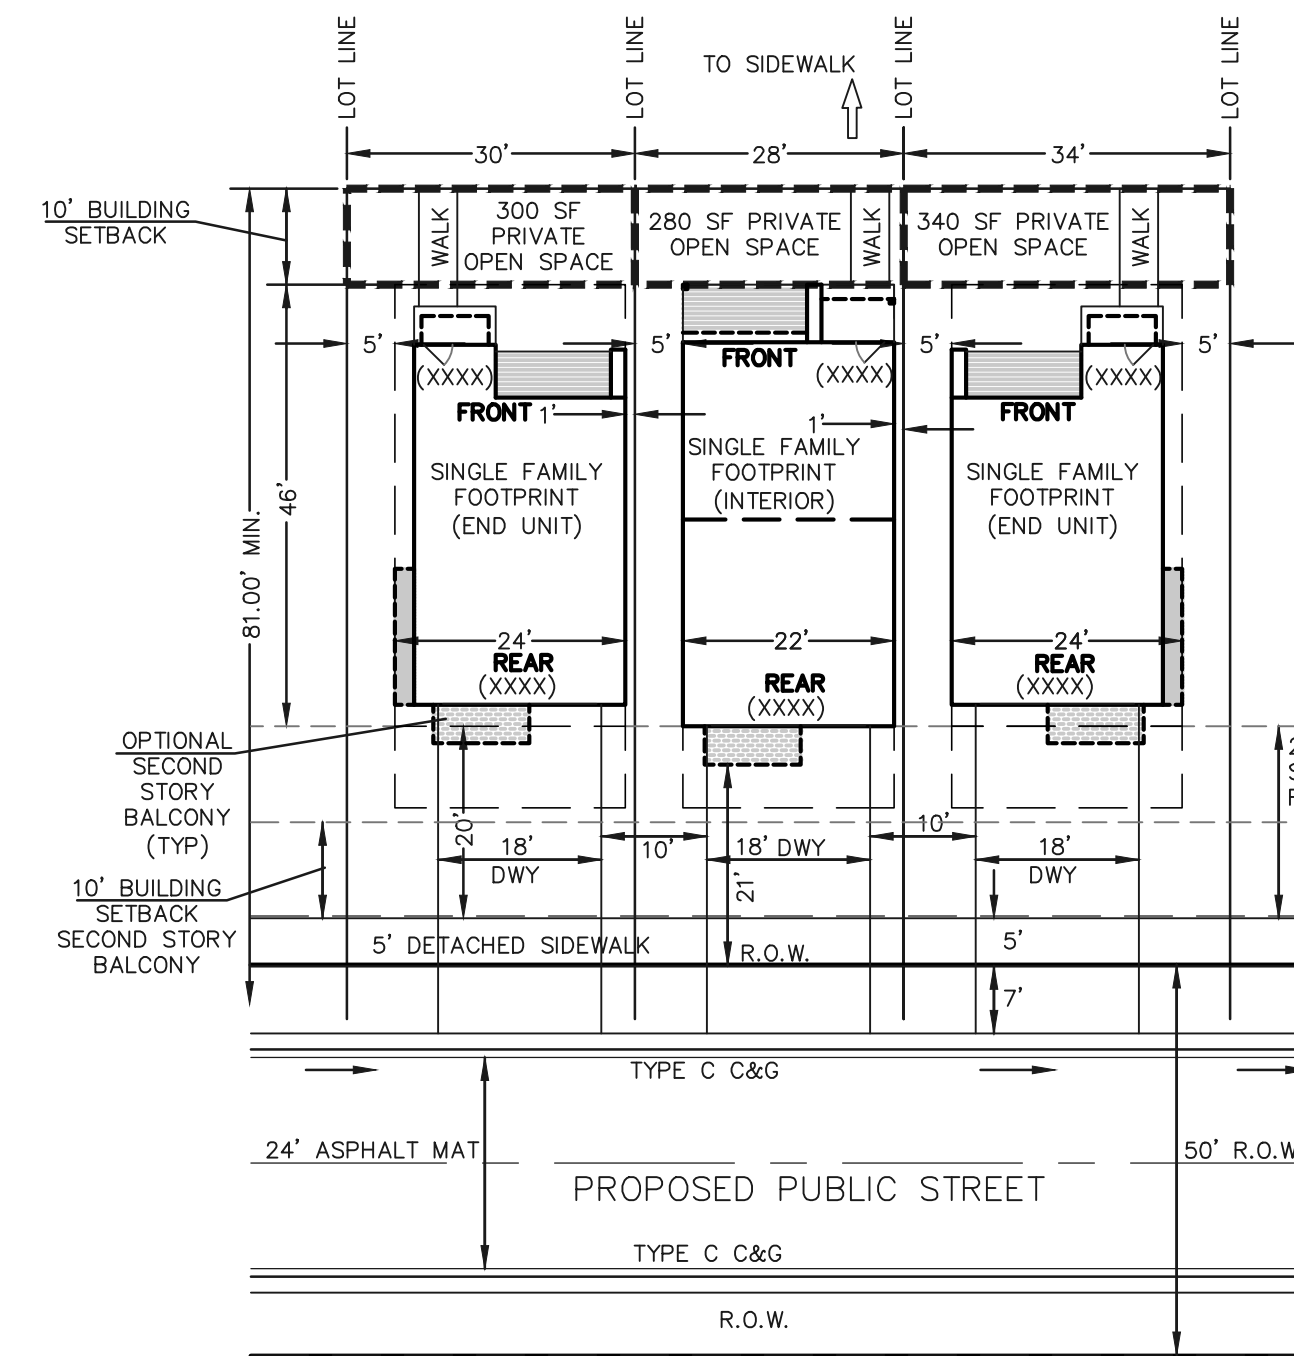 LOT LINE
LOT LINE
LOT LINE
LOT LINE
TO SIDEWALK
30'
28'
34'
10' BUILDING
SETBACK
WALK
300 SF
PRIVATE
OPEN SPACE
280 SF PRIVATE
OPEN SPACE
WALK
340 SF PRIVATE
OPEN SPACE
WALK
5'
5'
5'
5'
(XXXX)
FRONT
1'
FRONT
(XXXX)
1'
(XXXX)
FRONT
SINGLE FAMILY
FOOTPRINT
(END UNIT)
SINGLE FAMILY
FOOTPRINT
(INTERIOR)
SINGLE FAMILY
FOOTPRINT
(END UNIT)
46'
81.00' MIN.
24'
REAR
(XXXX)
22'
REAR
(XXXX)
24'
REAR
(XXXX)
OPTIONAL
SECOND
STORY
BALCONY
(TYP)
20'
18'
DWY
10'
18' DWY
21'
10'
18'
DWY
10' BUILDING
SETBACK
SECOND STORY
BALCONY
5' DETACHED SIDEWALK
R.O.W.
5'
7'
TYPE C C&G
24' ASPHALT MAT
50' R.O.W
PROPOSED PUBLIC STREET
TYPE C C&G
R.O.W.